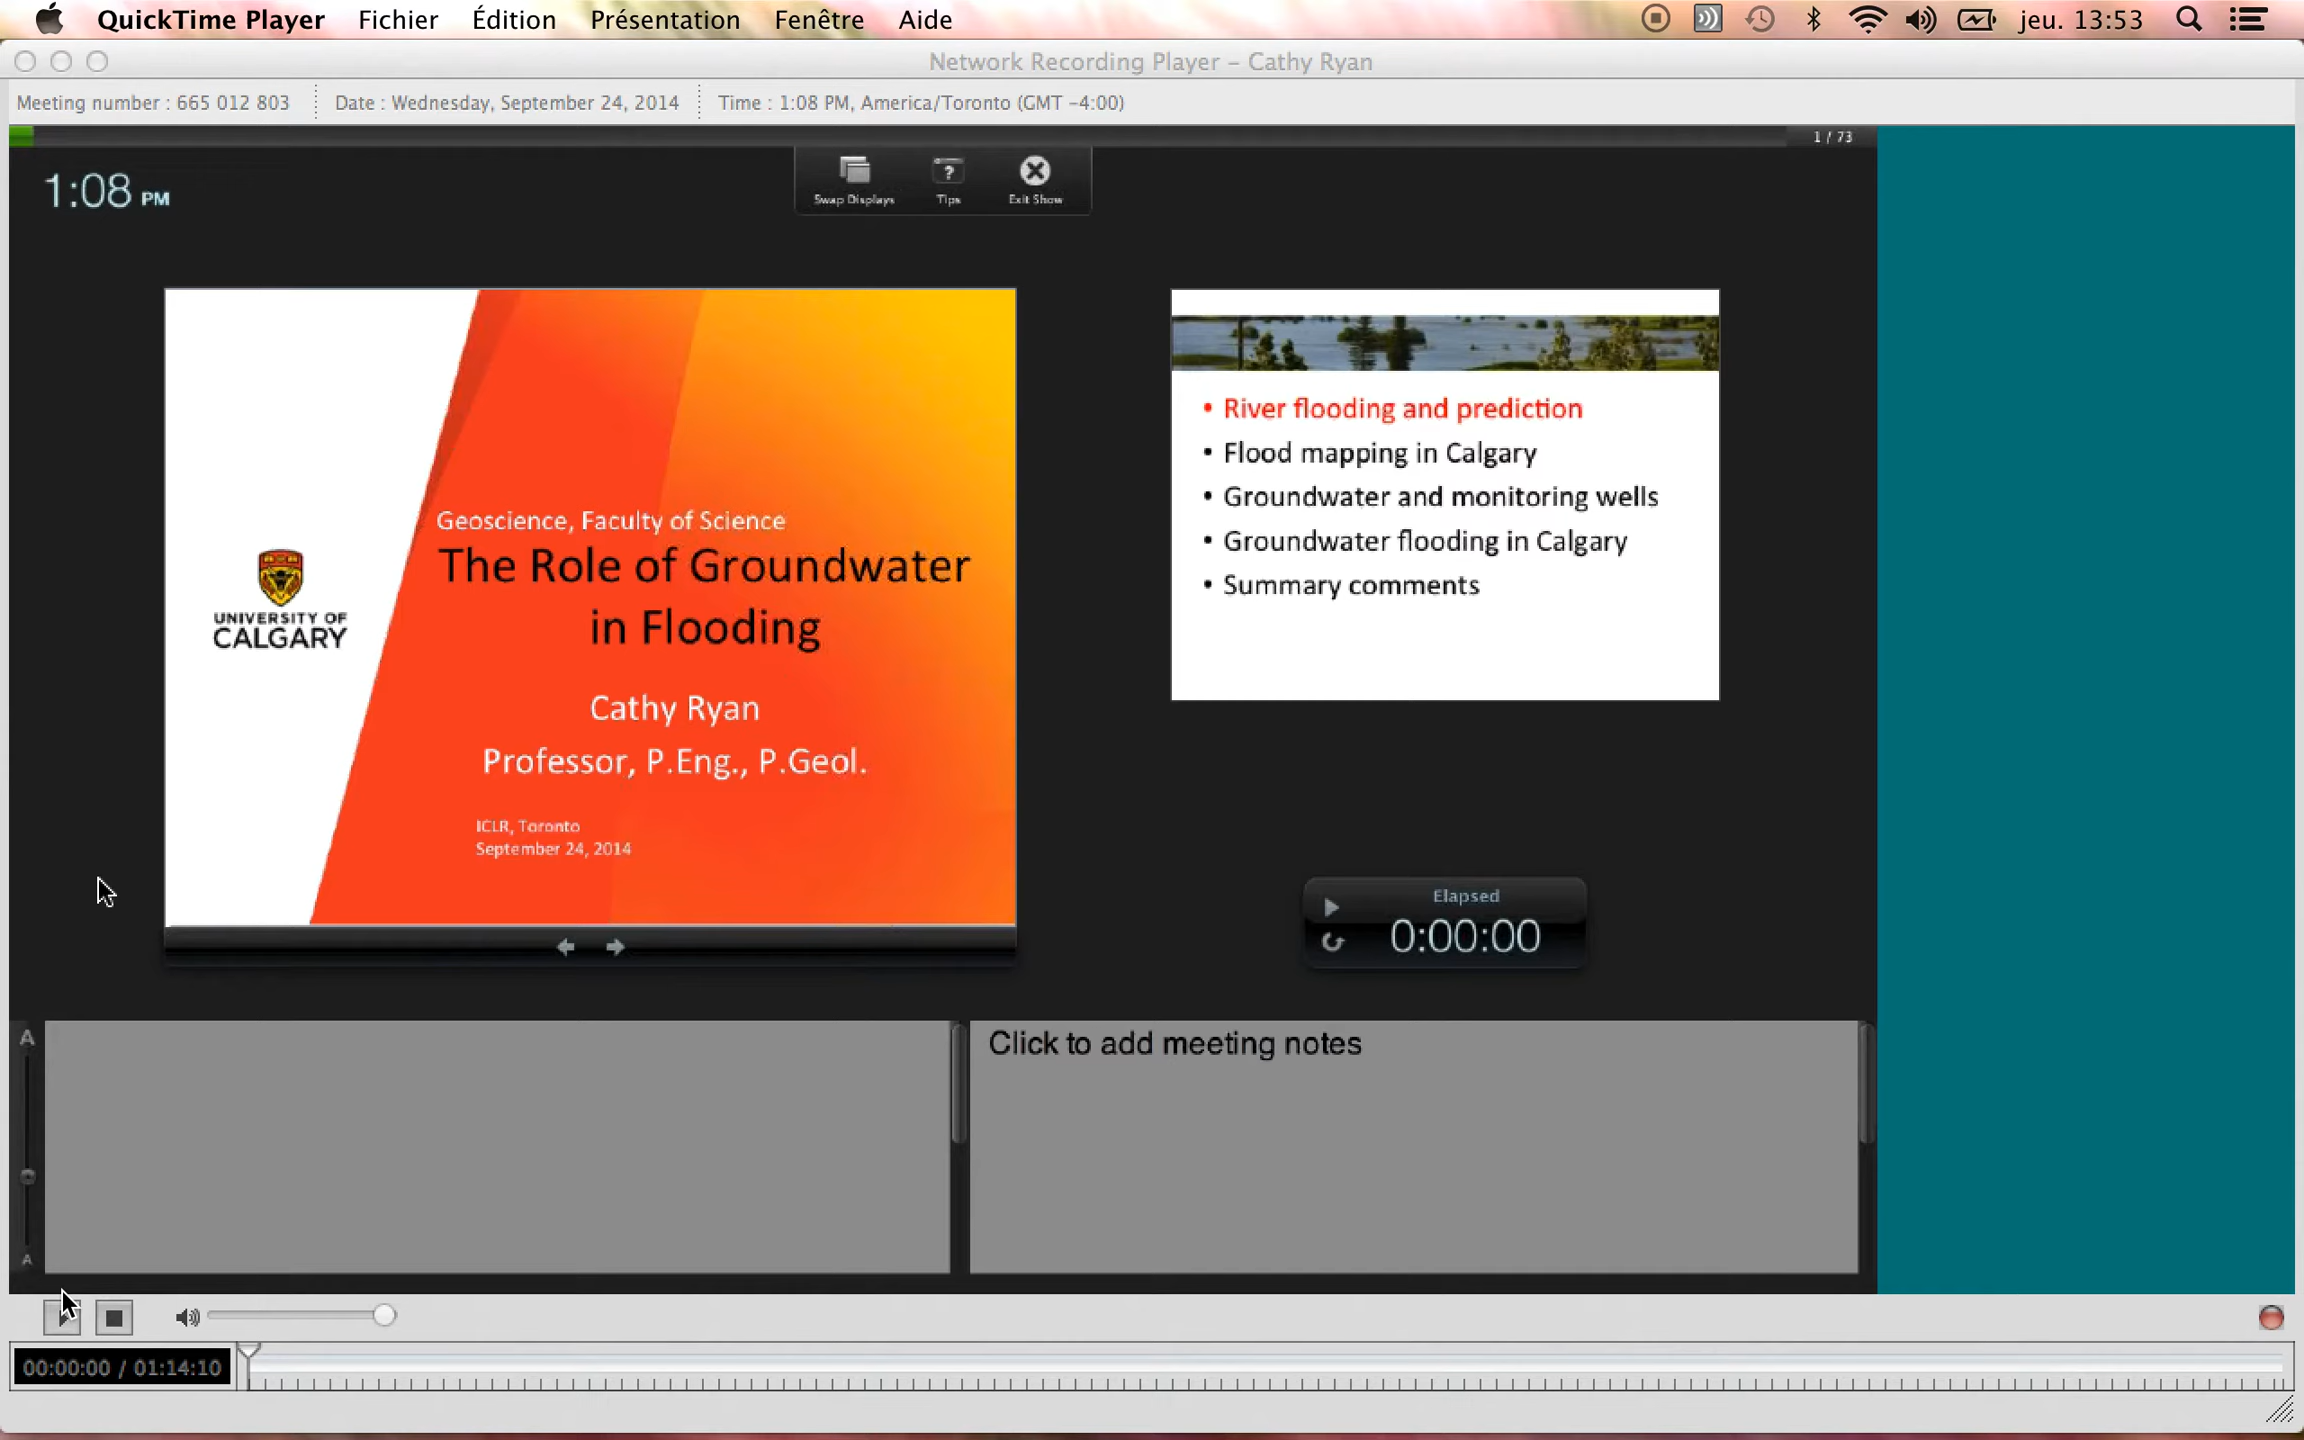 QuickTime Player Fichier Édition Présentation Fenêtre Aide jeu. 13:53
Network Recording Player – Cathy Ryan
Meeting number : 665 012 803 Date : Wednesday, September 24, 2014 Time : 1:08 PM, America/Toronto (GMT -4:00)
1 / 73
1:08 PM
Swap Displays Tips Exit Show
Geoscience, Faculty of Science
The Role of Groundwater
in Flooding
UNIVERSITY OF
CALGARY
Cathy Ryan
Professor, P.Eng., P.Geol.
ICLR, Toronto
September 24, 2014
• River flooding and prediction
• Flood mapping in Calgary
• Groundwater and monitoring wells
• Groundwater flooding in Calgary
• Summary comments
Elapsed
0:00:00
A
A
Click to add meeting notes
00:00:00 / 01:14:10